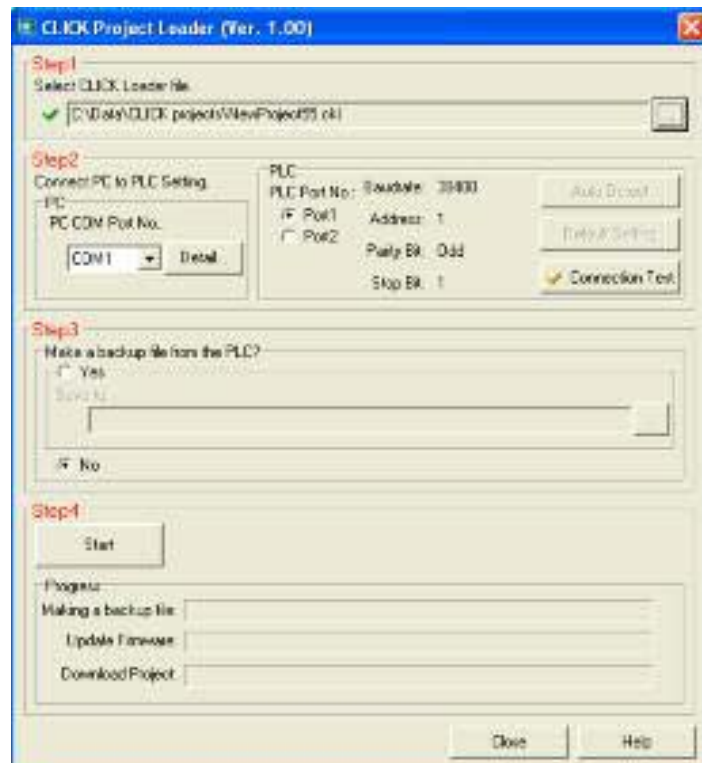 CLICK Project Loader (Ver. 1.00)
Step1
Select CLICK Loader file.
C:\Data\CLICK projects\NewProject55.ckl
...
Step2
Connect PC to PLC Setting.
PC
PC COM Port No.
COM1
Detail...
PLC
PLC Port No.:
Port1
Port2
Baudrate: 38400
Address: 1
Parity Bit: Odd
Stop Bit: 1
Auto Detect
Default Setting
Connection Test
Step3
Make a backup file from the PLC?
Yes
Save to
No
Step4
Start
Progress
Making a backup file:
Update Firmware:
Download Project:
Close
Help